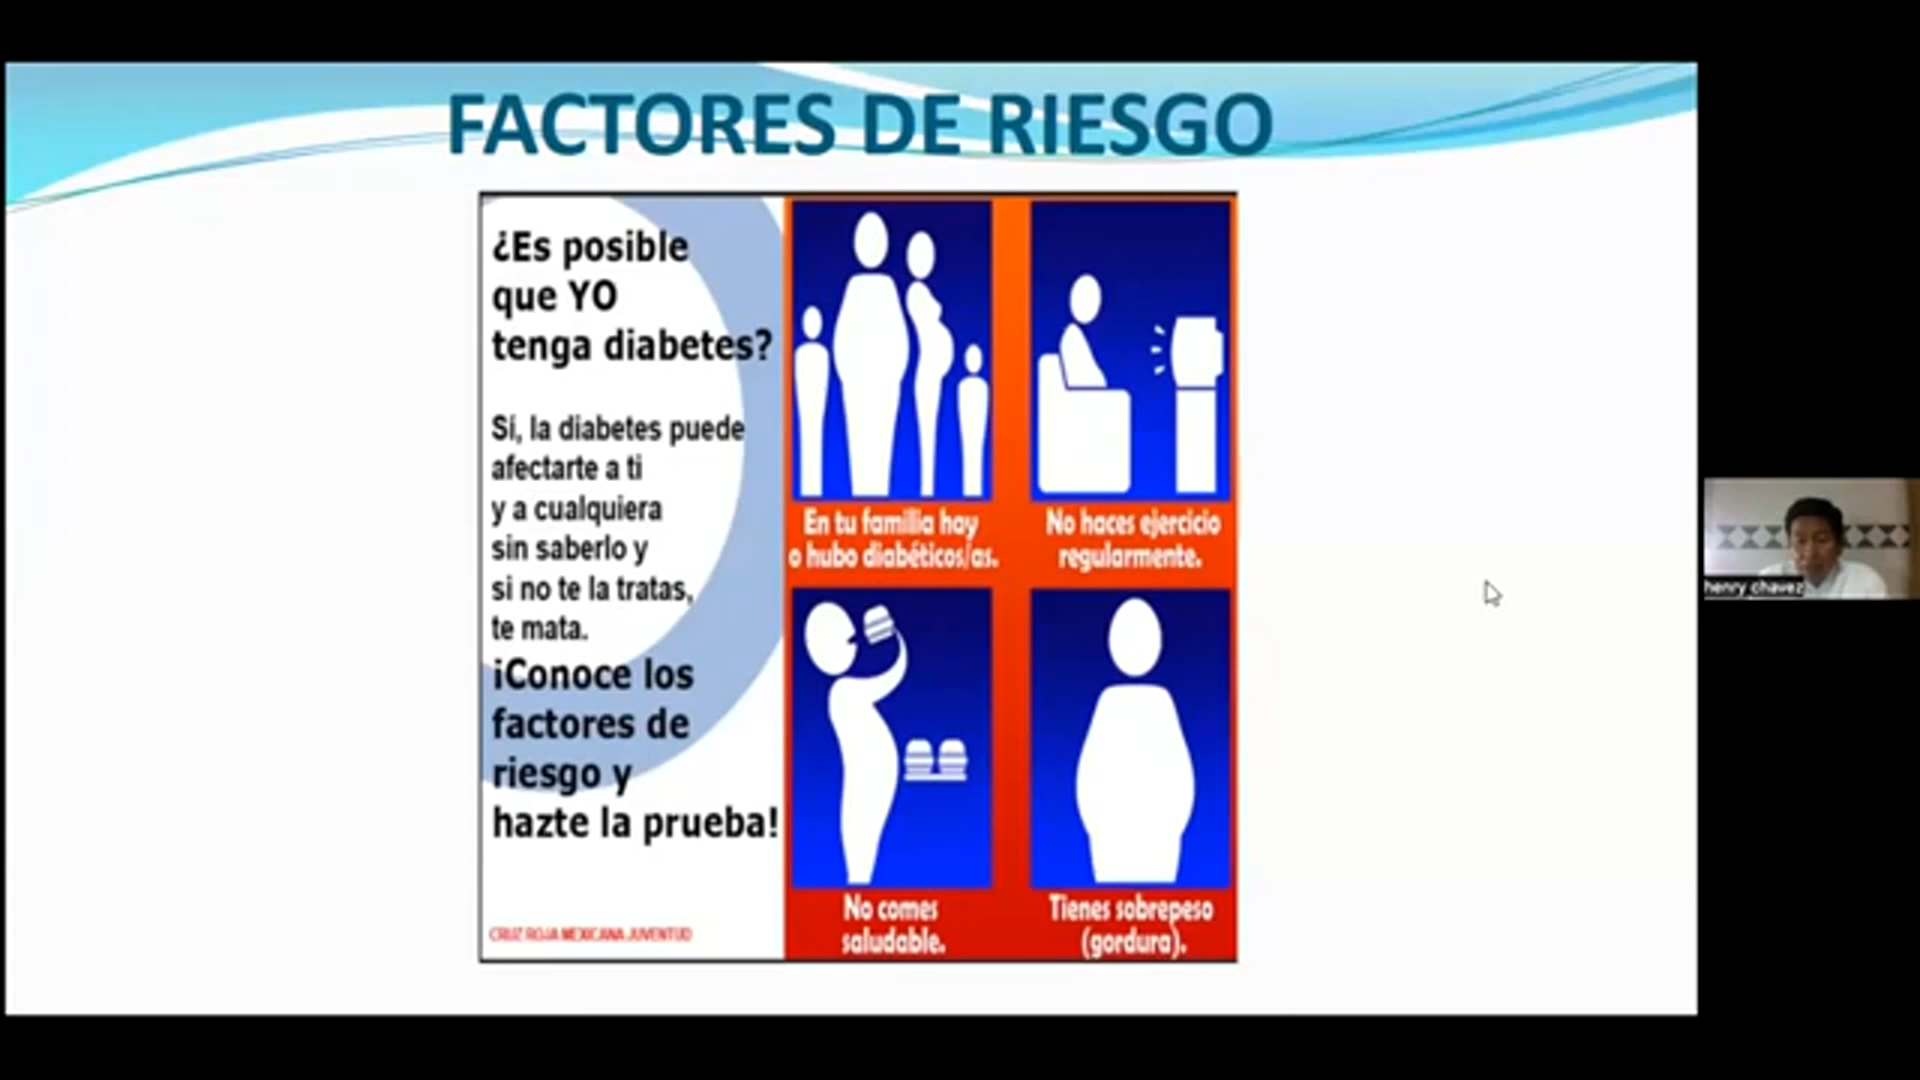 FACTORES DE RIESGO
¿Es posible
que YO
tenga diabetes?
Sí, la diabetes puede
afectarte a ti
y a cualquiera
sin saberlo y
si no te la tratas,
te mata.
¡Conoce los
factores de
riesgo y
hazte la prueba!
CRUZ ROJA MEXICANA JUVENTUD
En tu familia hay
o hubo diabéticos/as.
No haces ejercicio
regularmente.
No comes
saludable.
Tienes sobrepeso
(gordura).
henry chavez